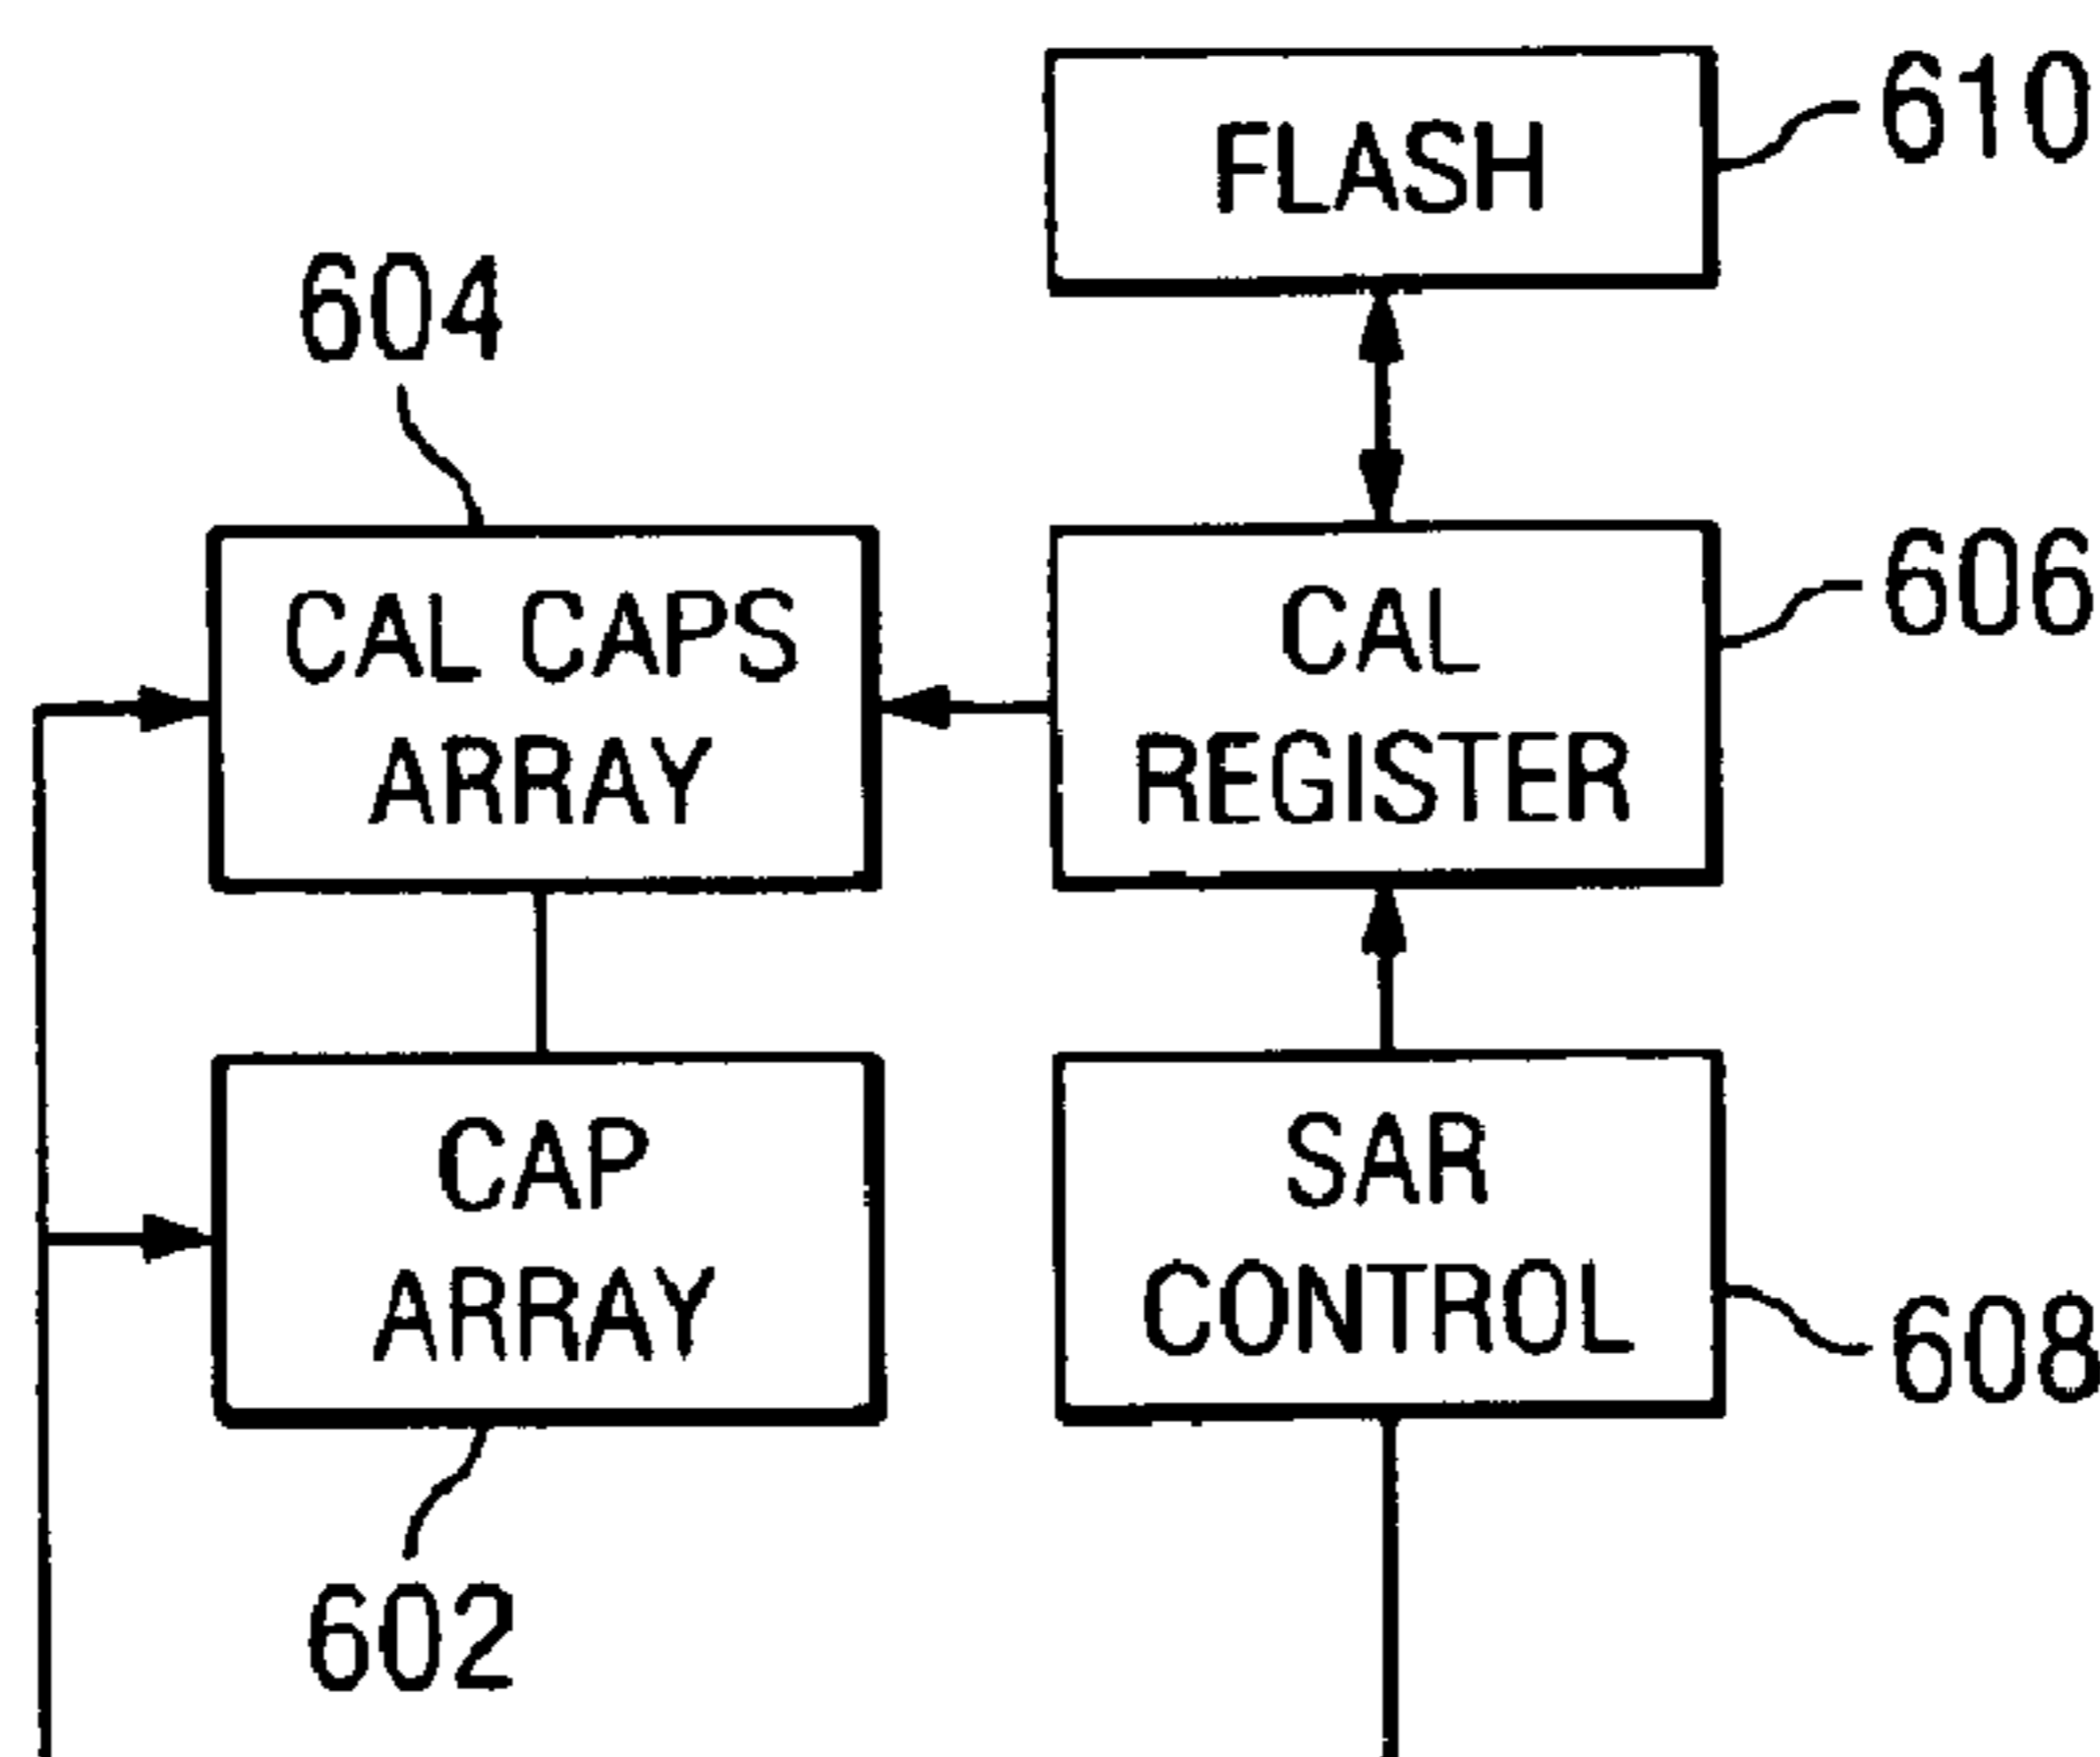 FLASH
610
604
CAL CAPS
ARRAY
CAL
REGISTER
606
CAP
ARRAY
SAR
CONTROL
608
602